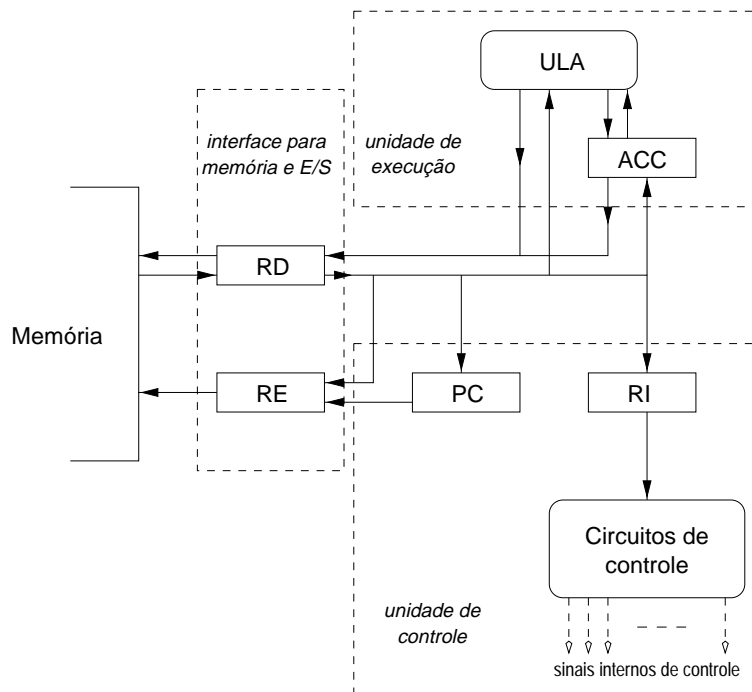 ULA
interface para
memória e E/S
unidade de
execução
ACC
RD
Memória
RE
PC
RI
Circuitos de
controle
unidade de
controle
sinais internos de controle